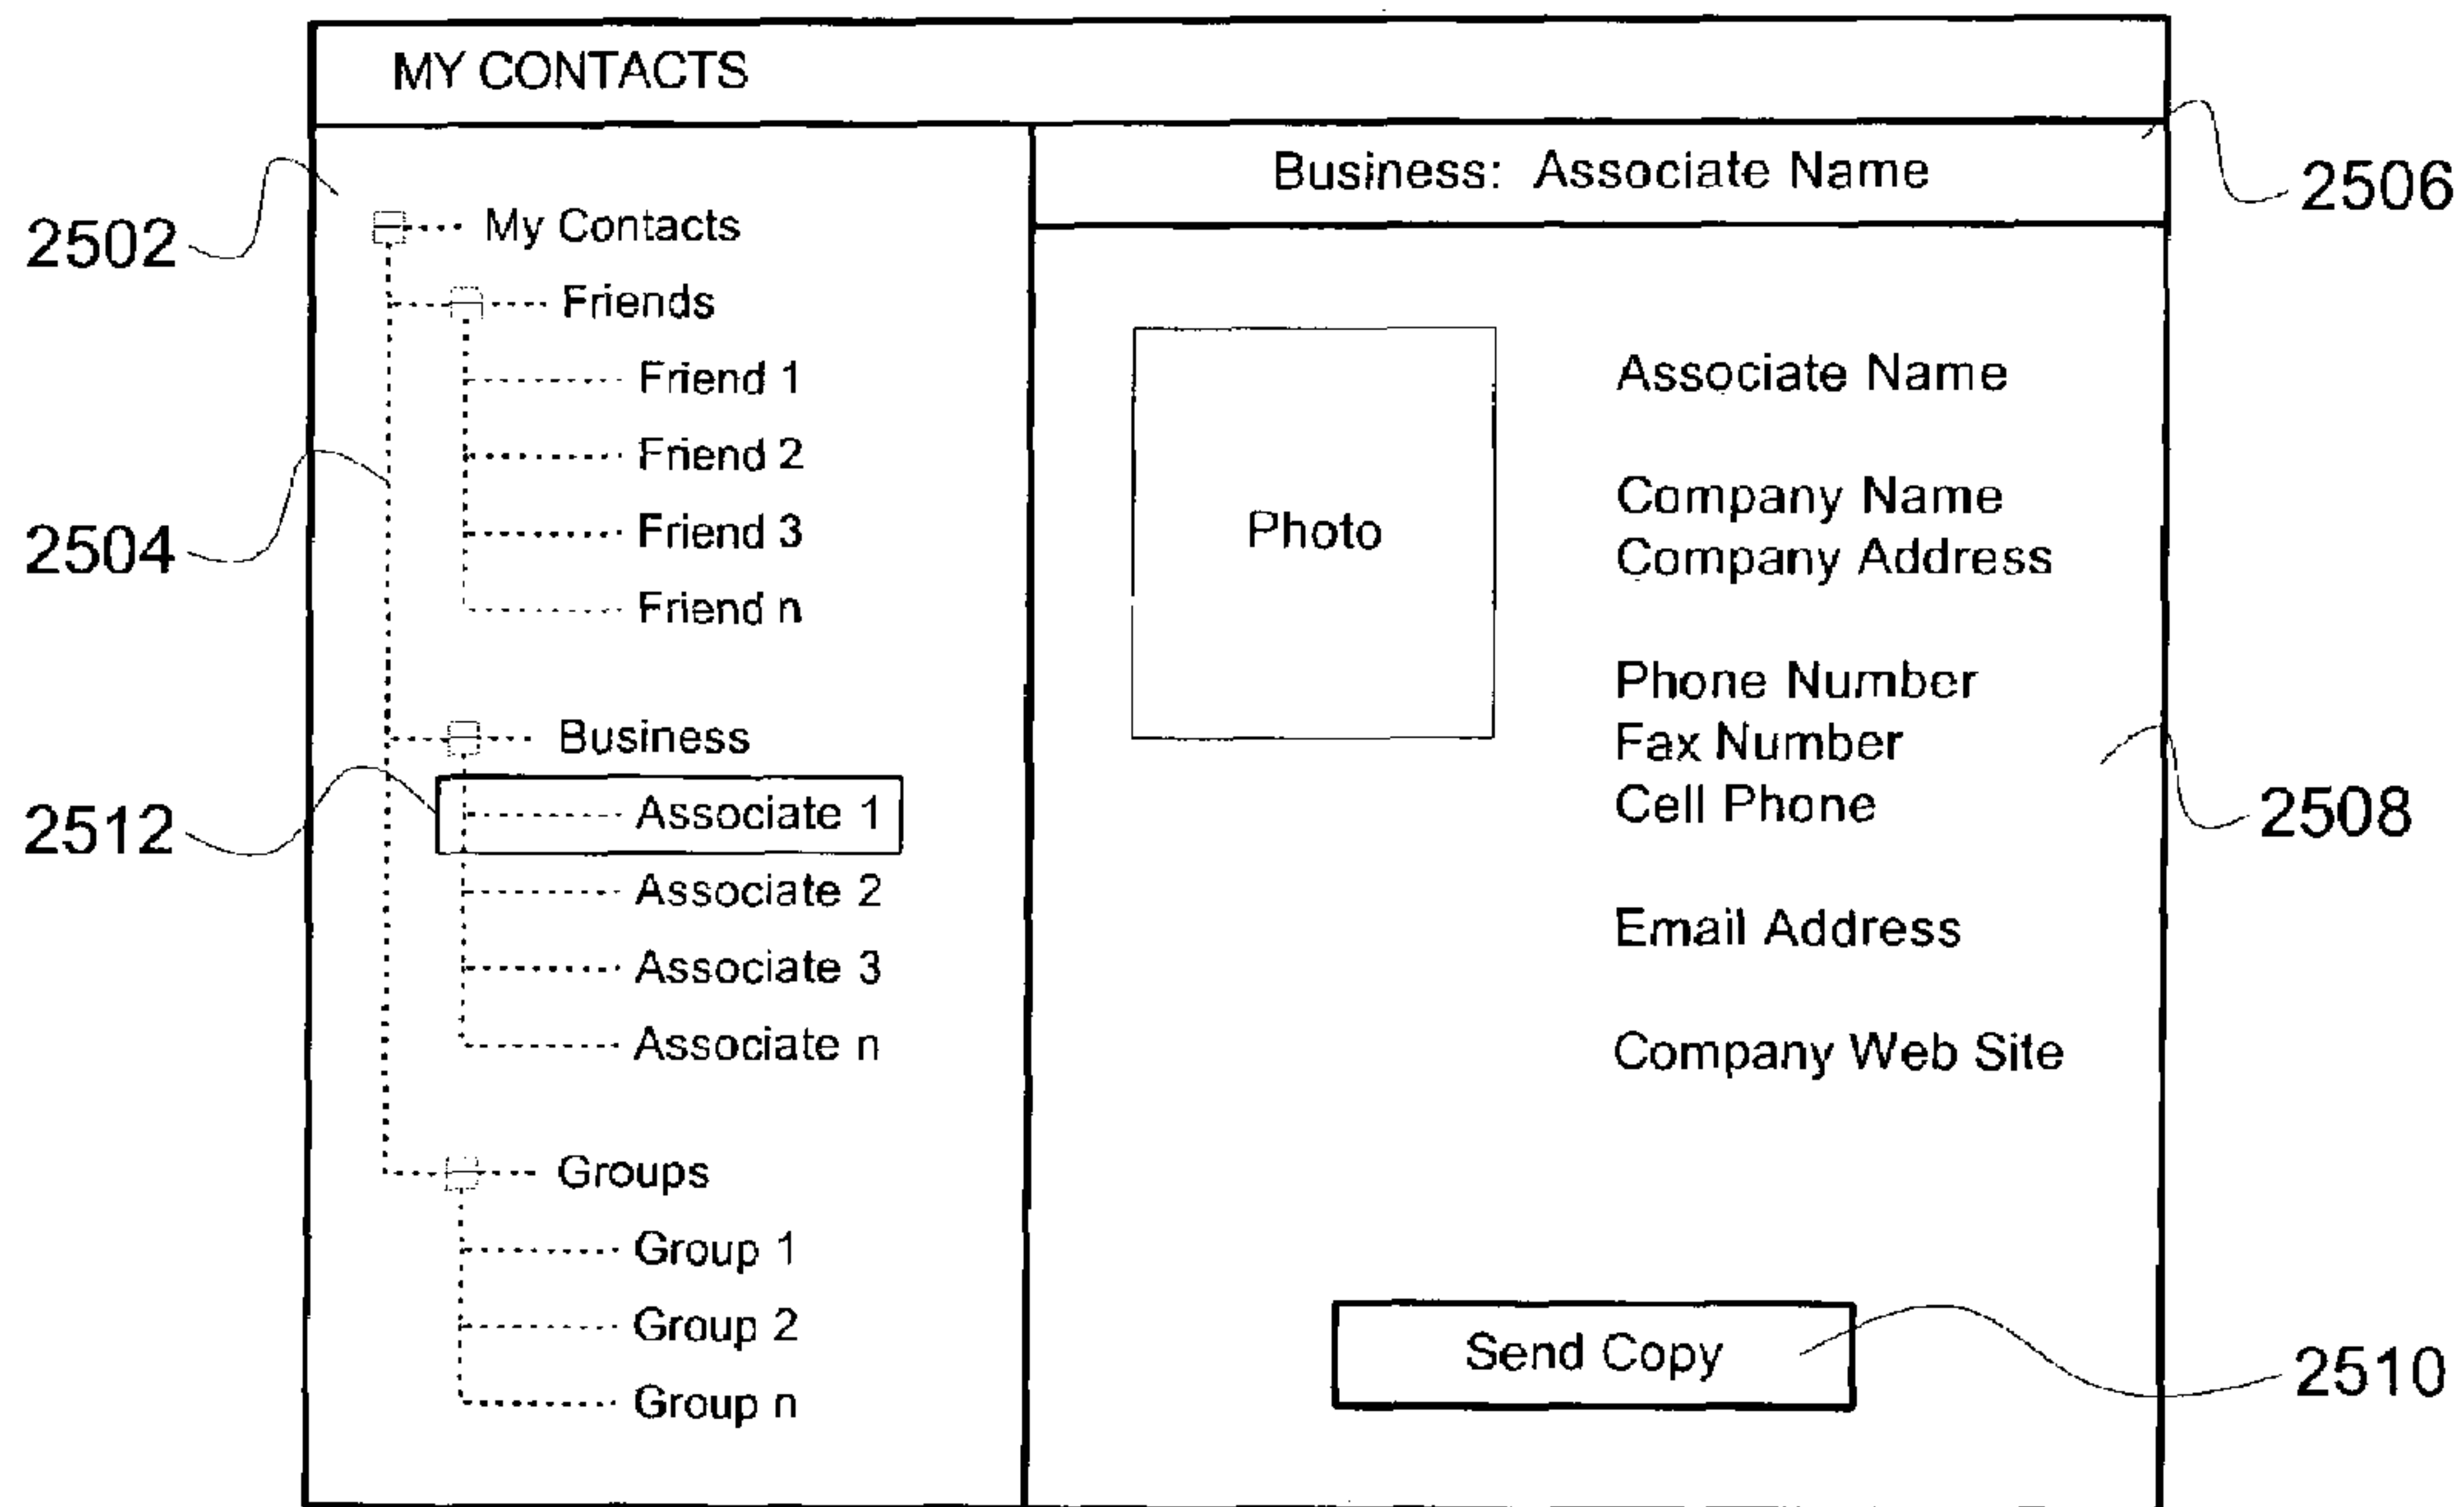 MY CONTACTS
2502
2504
2512
My Contacts
Friends
Friend 1
Friend 2
Friend 3
Friend n
Business
Associate 1
Associate 2
Associate 3
Associate n
Groups
Group 1
Group 2
Group n
Business: Associate Name
2506
Photo
Associate Name
Company Name
Company Address
Phone Number
Fax Number
Cell Phone
2508
Email Address
Company Web Site
Send Copy
2510